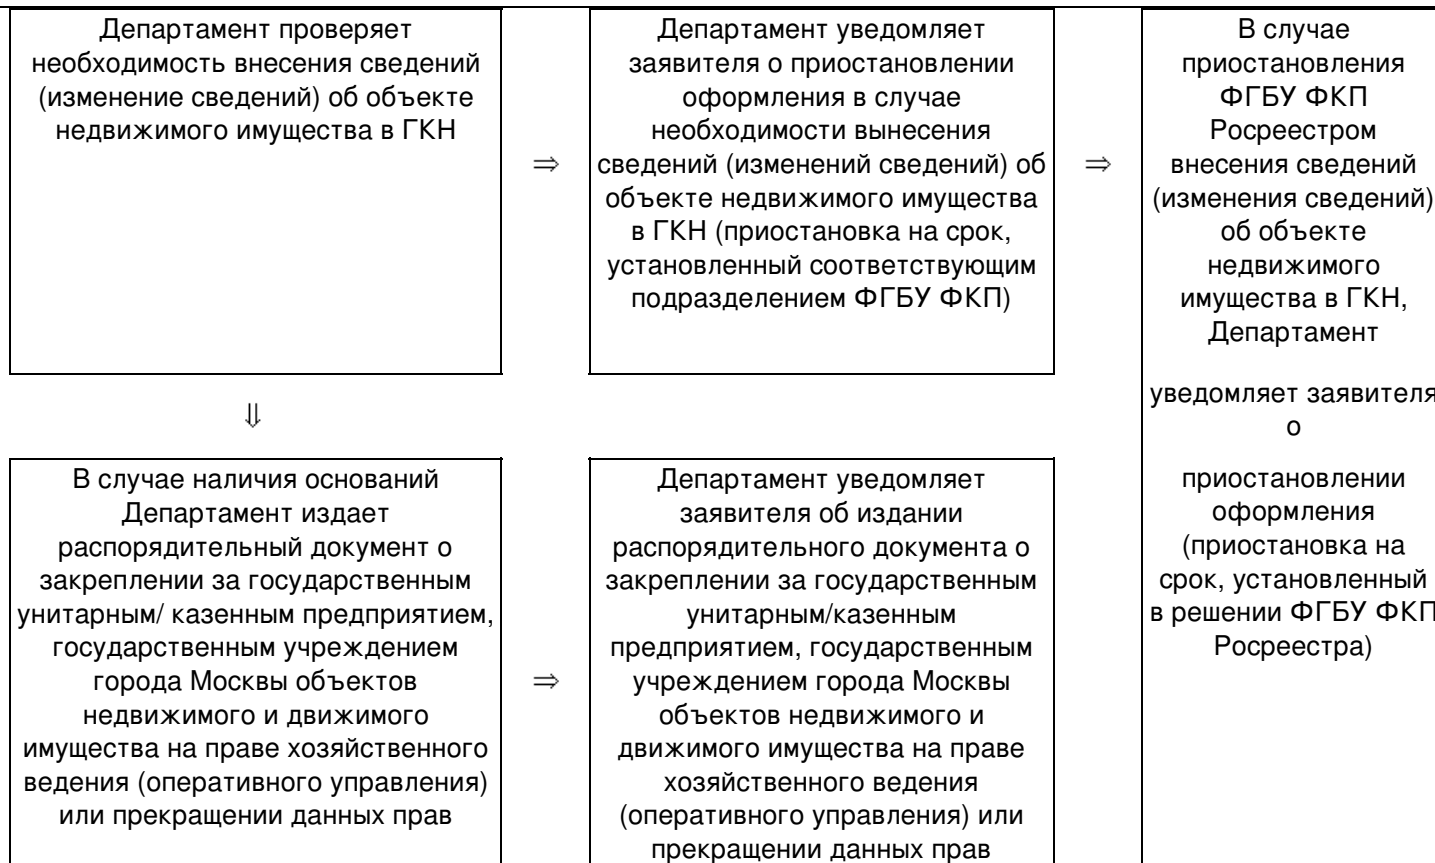 Департамент проверяет
необходимость внесения сведений
(изменение сведений) об объекте
недвижимого имущества в ГКН
⇒
Департамент уведомляет
заявителя о приостановлении
оформления в случае
необходимости вынесения
сведений (изменений сведений) об
объекте недвижимого имущества
в ГКН (приостановка на срок,
установленный соответствующим
подразделением ФГБУ ФКП)
⇒
В случае
приостановления
ФГБУ ФКП
Росреестром
внесения сведений
(изменения сведений)
об объекте
недвижимого
имущества в ГКН,
Департамент
уведомляет заявителя
о
приостановлении
оформления
(приостановка на
срок, установленный
в решении ФГБУ ФКП
Росреестра)
⇓
В случае наличия оснований
Департамент издает
распорядительный документ о
закреплении за государственным
унитарным/ казенным предприятием,
государственным учреждением
города Москвы объектов
недвижимого и движимого
имущества на праве хозяйственного
ведения (оперативного управления)
или прекращении данных прав
⇒
Департамент уведомляет
заявителя об издании
распорядительного документа о
закреплении за государственным
унитарным/казенным
предприятием, государственным
учреждением города Москвы
объектов недвижимого и
движимого имущества на праве
хозяйственного ведения
(оперативного управления) или
прекращении данных прав